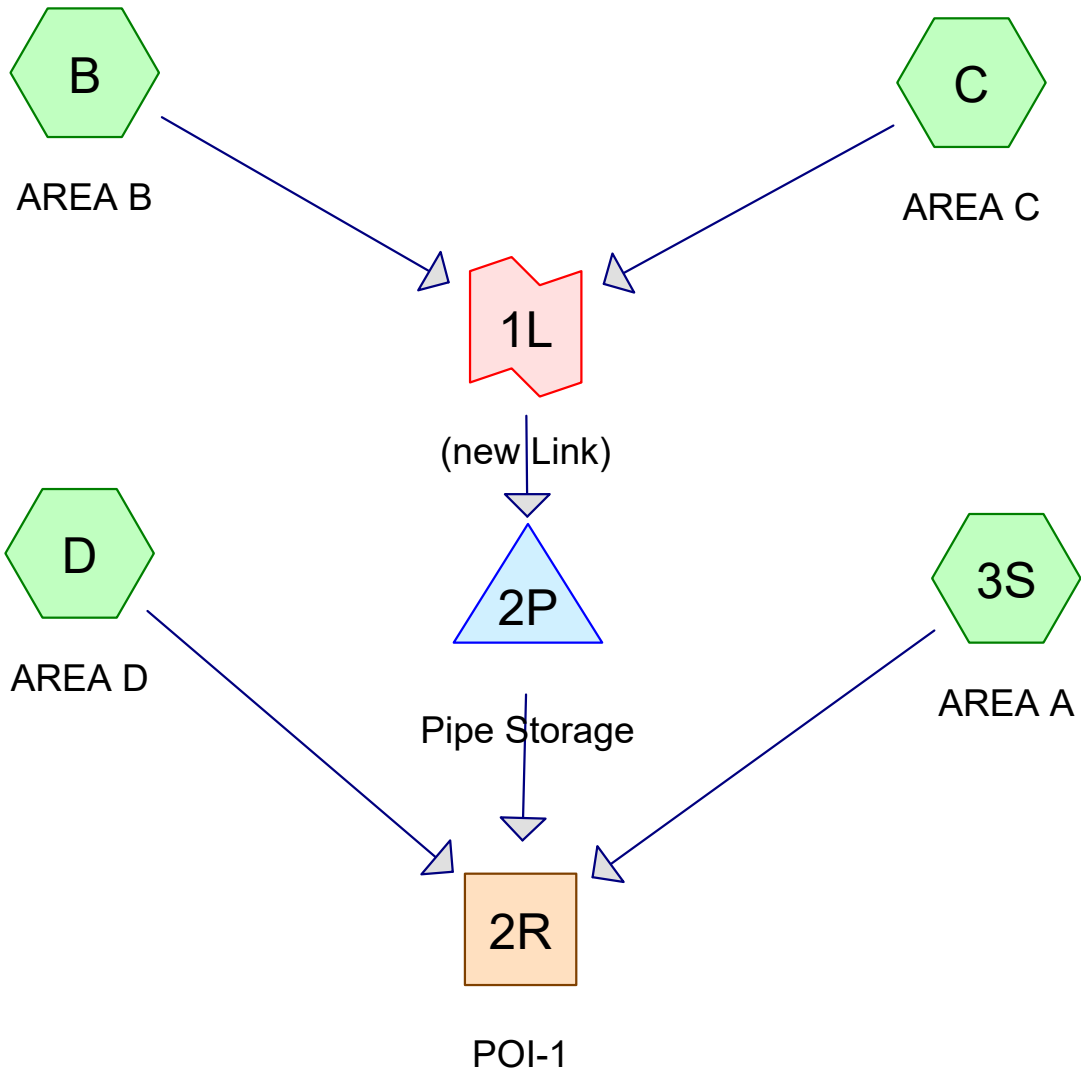 B
AREA B
C
AREA C
1L
(new Link)
D
AREA D
2P
Pipe Storage
3S
AREA A
2R
POI-1